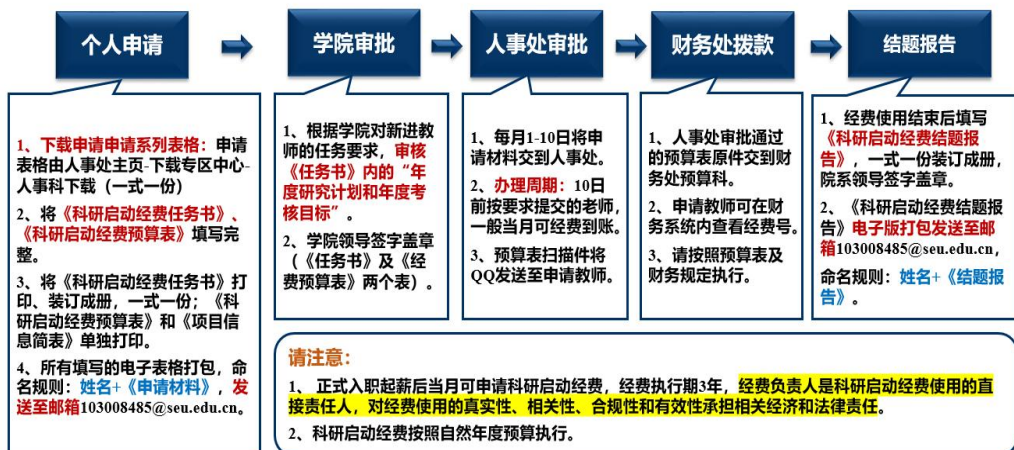 个人申请
学院审批
人事处审批
财务处拨款
结题报告
1、下载申请申请系列表格：申请
表格由人事处主页-下载专区中心-
人事科下载（一式一份）
2、将《科研启动经费任务书》、
《科研启动经费预算表》填写完
整。
3、将《科研启动经费任务书》打
印、装订成册，一式一份；《科
研启动经费预算表》和《项目信
息简表》单独打印。
4、所有填写的电子表格打包，命
名规则：姓名+《申请材料》，发
送至邮箱103008485@seu.edu.cn。
1、根据学院对新进教
师的任务要求，审核
《任务书》内的“年
度研究计划和年度考
核目标”。
2、学院领导签字盖章
（《任务书》及《经
费预算表》两个表）。
1、每月1-10日将申
请材料交到人事处。
2、办理周期：10日
前按要求提交的老师，
一般当月可经费到账。
3、预算表扫描件将
QQ发送至申请教师。
1、人事处审批通过
的预算表原件交到财
务处预算科。
2、申请教师可在财
务系统内查看经费号。
3、请按照预算表及
财务规定执行。
1、经费使用结束后填写
《科研启动经费结题报
告》，一式一份装订成册，
院系领导签字盖章。
2、《科研启动经费结题报
告》电子版打包发送至邮
箱103008485@seu.edu.cn，
命名规则：姓名+《结题报
告》。
请注意：
1、 正式入职起薪后当月可申请科研启动经费，经费执行期3年，经费负责人是科研启动经费使用的直
接责任人，对经费使用的真实性、相关性、合规性和有效性承担相关经济和法律责任。
2、科研启动经费按照自然年度预算执行。